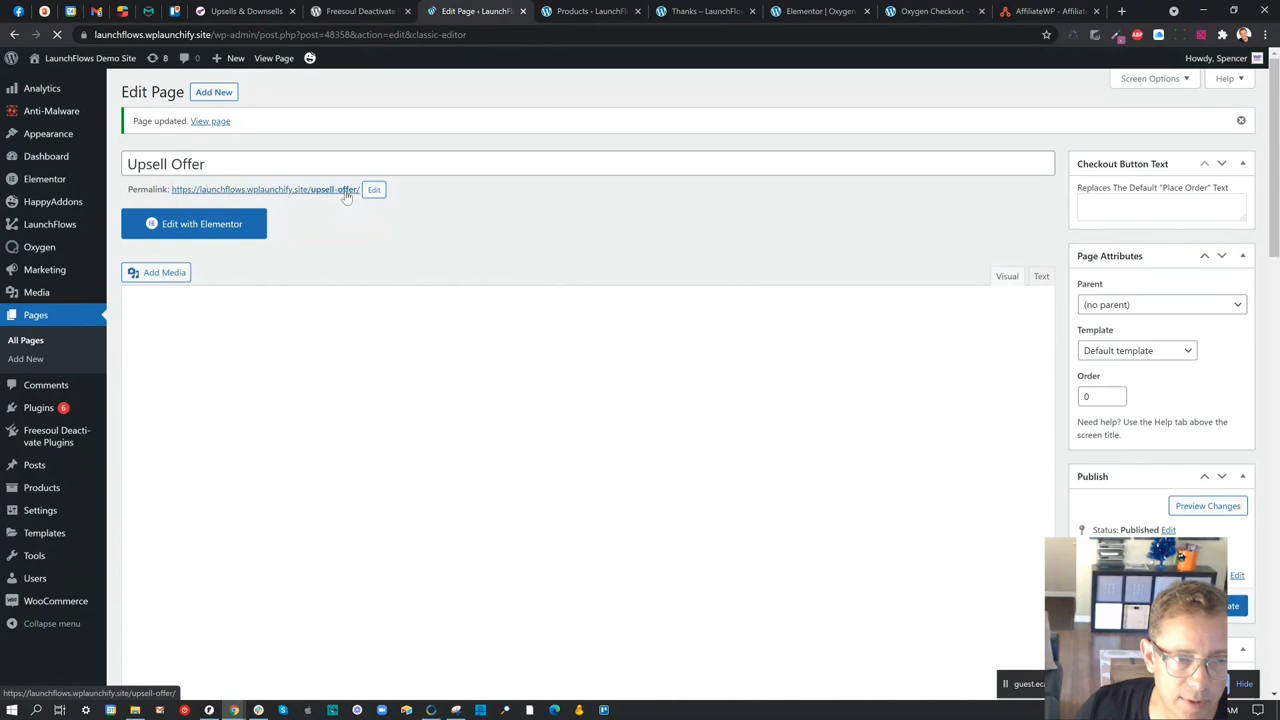 Upsells & Downsells
Freesoul Deactivate
Edit Page ‹ LaunchFl
Products ‹ LaunchFl
Thanks – LaunchFlow
Elementor | Oxygen
Oxygen Checkout –
AffiliateWP - Affiliat
launchflows.wplaunchify.site/wp-admin/post.php?post=48358&action=edit&classic-editor
LaunchFlows Demo Site
8
0
New
View Page
Howdy, Spencer
Analytics
Anti-Malware
Appearance
Dashboard
Elementor
HappyAddons
LaunchFlows
Oxygen
Marketing
Media
Pages
All Pages
Add New
Comments
Plugins 6
Freesoul Deacti-
vate Plugins
Posts
Products
Settings
Templates
Tools
Users
WooCommerce
Collapse menu
Screen Options
Help
Edit Page
Add New
Page updated. View page
Upsell Offer
Permalink: https://launchflows.wplaunchify.site/upsell-offer/
Edit
Edit with Elementor
Add Media
Visual
Text
Checkout Button Text
Replaces The Default "Place Order" Text
Page Attributes
Parent
(no parent)
Template
Default template
Order
0
Need help? Use the Help tab above the
screen title.
Publish
Preview Changes
Status: Published Edit
Edit
Hide
https://launchflows.wplaunchify.site/upsell-offer/